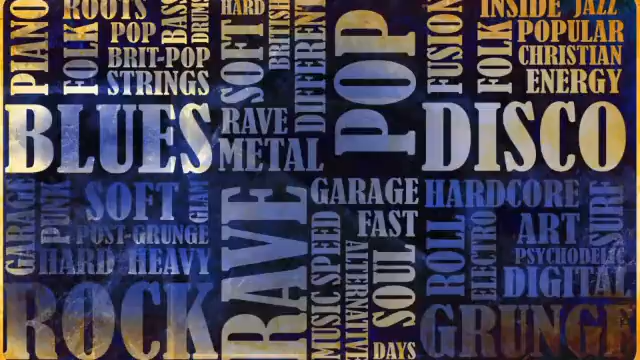 PIANO
ROOTS
FOLK
POP
BASS
DRUMS
BRIT-POP
STRINGS
BLUES
HARD
SOFT
BRITISH
DIFFERENT
RAVE
METAL
POP
FUSION
FOLK
INSIDE JAZZ
POPULAR
CHRISTIAN
ENERGY
DISCO
GARAGE
PUNK
SOFT
GLAM
POST-GRUNGE
HARD HEAVY
ROCK
RAVE
GARAGE
FAST
MUSIC SPEED
ALTERNATIVE
SOUL
DAYS
HARDCORE
ROLL
ELECTRO
ART
SURF
PSYCHODELIC
DIGITAL
GRUNGE